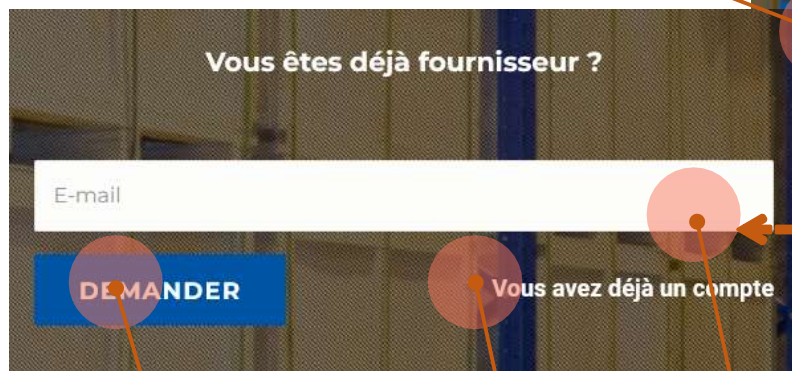 Vous êtes déjà fournisseur ?
E-mail
DEMANDER
Vous avez déjà un compte